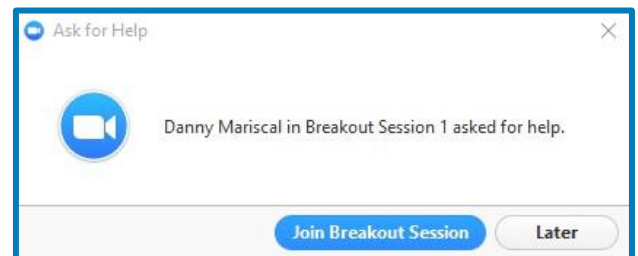 Ask for Help
Danny Mariscal in Breakout Session 1 asked for help.
Join Breakout Session
Later